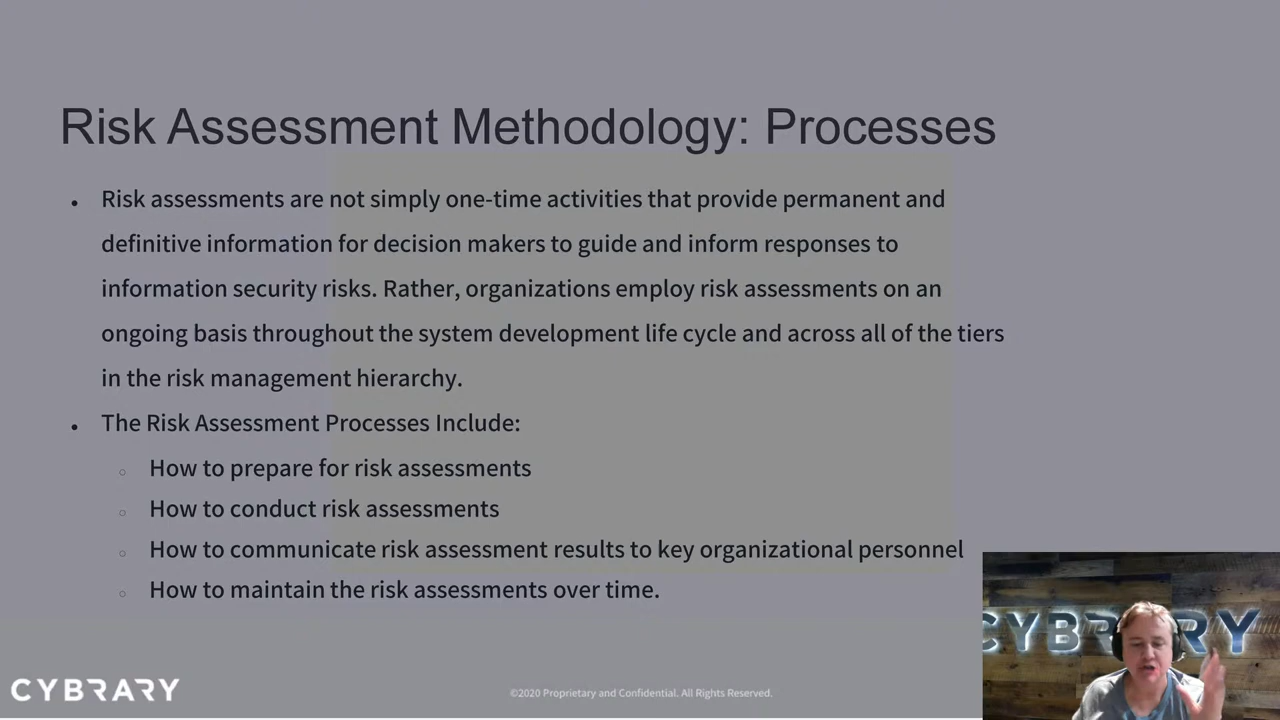 Risk Assessment Methodology: Processes
• Risk assessments are not simply one-time activities that provide permanent and
definitive information for decision makers to guide and inform responses to
information security risks. Rather, organizations employ risk assessments on an
ongoing basis throughout the system development life cycle and across all of the tiers
in the risk management hierarchy.
• The Risk Assessment Processes Include:
○ How to prepare for risk assessments
○ How to conduct risk assessments
○ How to communicate risk assessment results to key organizational personnel
○ How to maintain the risk assessments over time.
CYBRARY
CYBRARY
©2020 Proprietary and Confidential. All Rights Reserved.